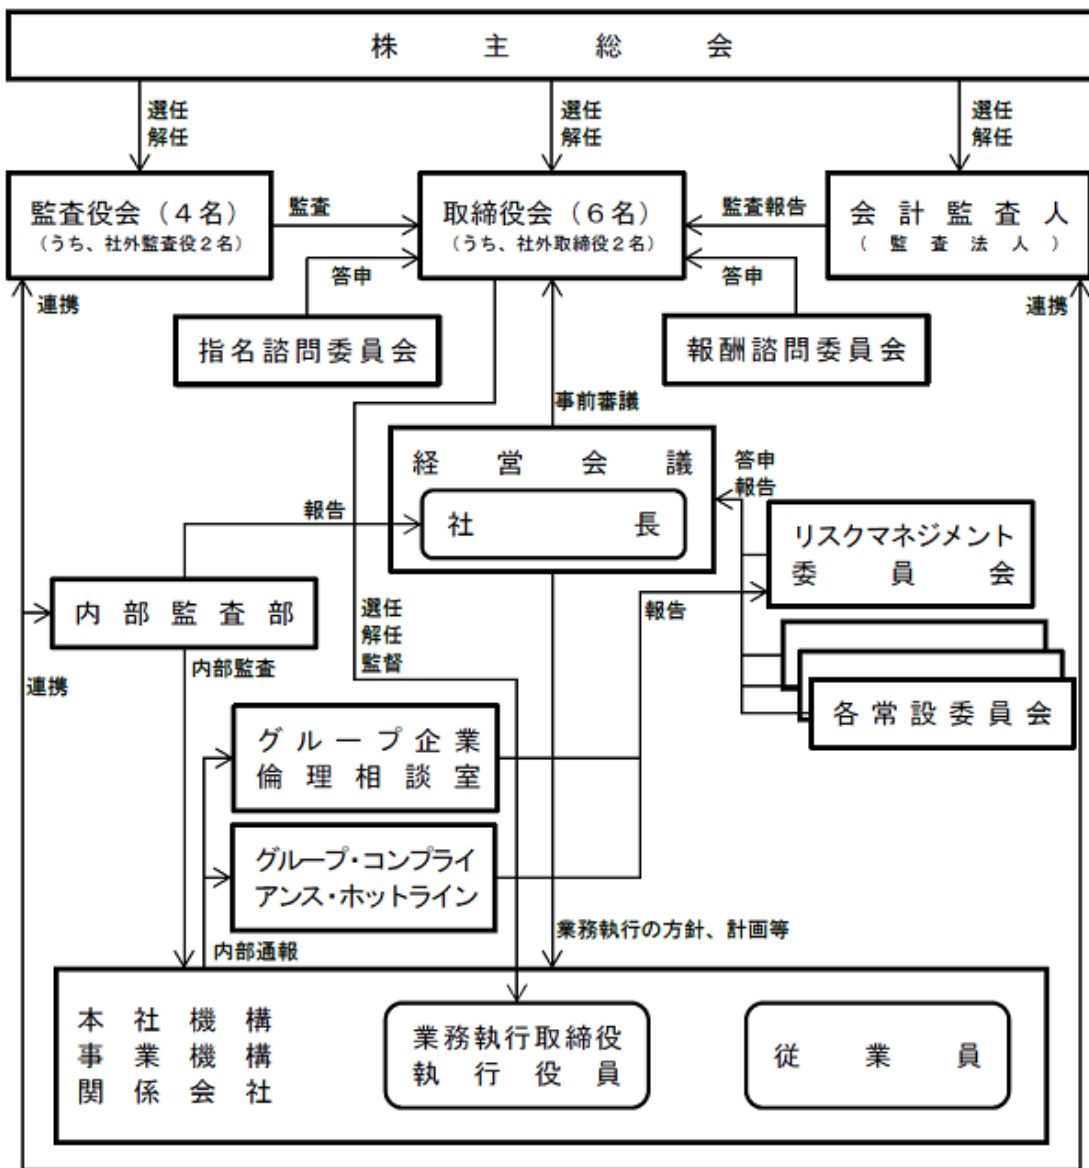 株主総会
選任
解任
選任
解任
選任
解任
監査役会（４名）
（うち、社外監査役２名）
監査
取締役会（６名）
（うち、社外取締役２名）
監査報告
会計監査人
（監査法人）
連携
答申
答申
連携
指名諮問委員会
報酬諮問委員会
事前審議
経営会議
社長
答申
報告
報告
リスクマネジメント
委員会
内部監査部
選任
解任
監督
報告
内部監査
連携
各常設委員会
グループ企業
倫理相談室
グループ・コンプライ
アンス・ホットライン
内部通報
業務執行の方針、計画等
本社機構
事業機構
関係会社
業務執行取締役
執行役員
従業員